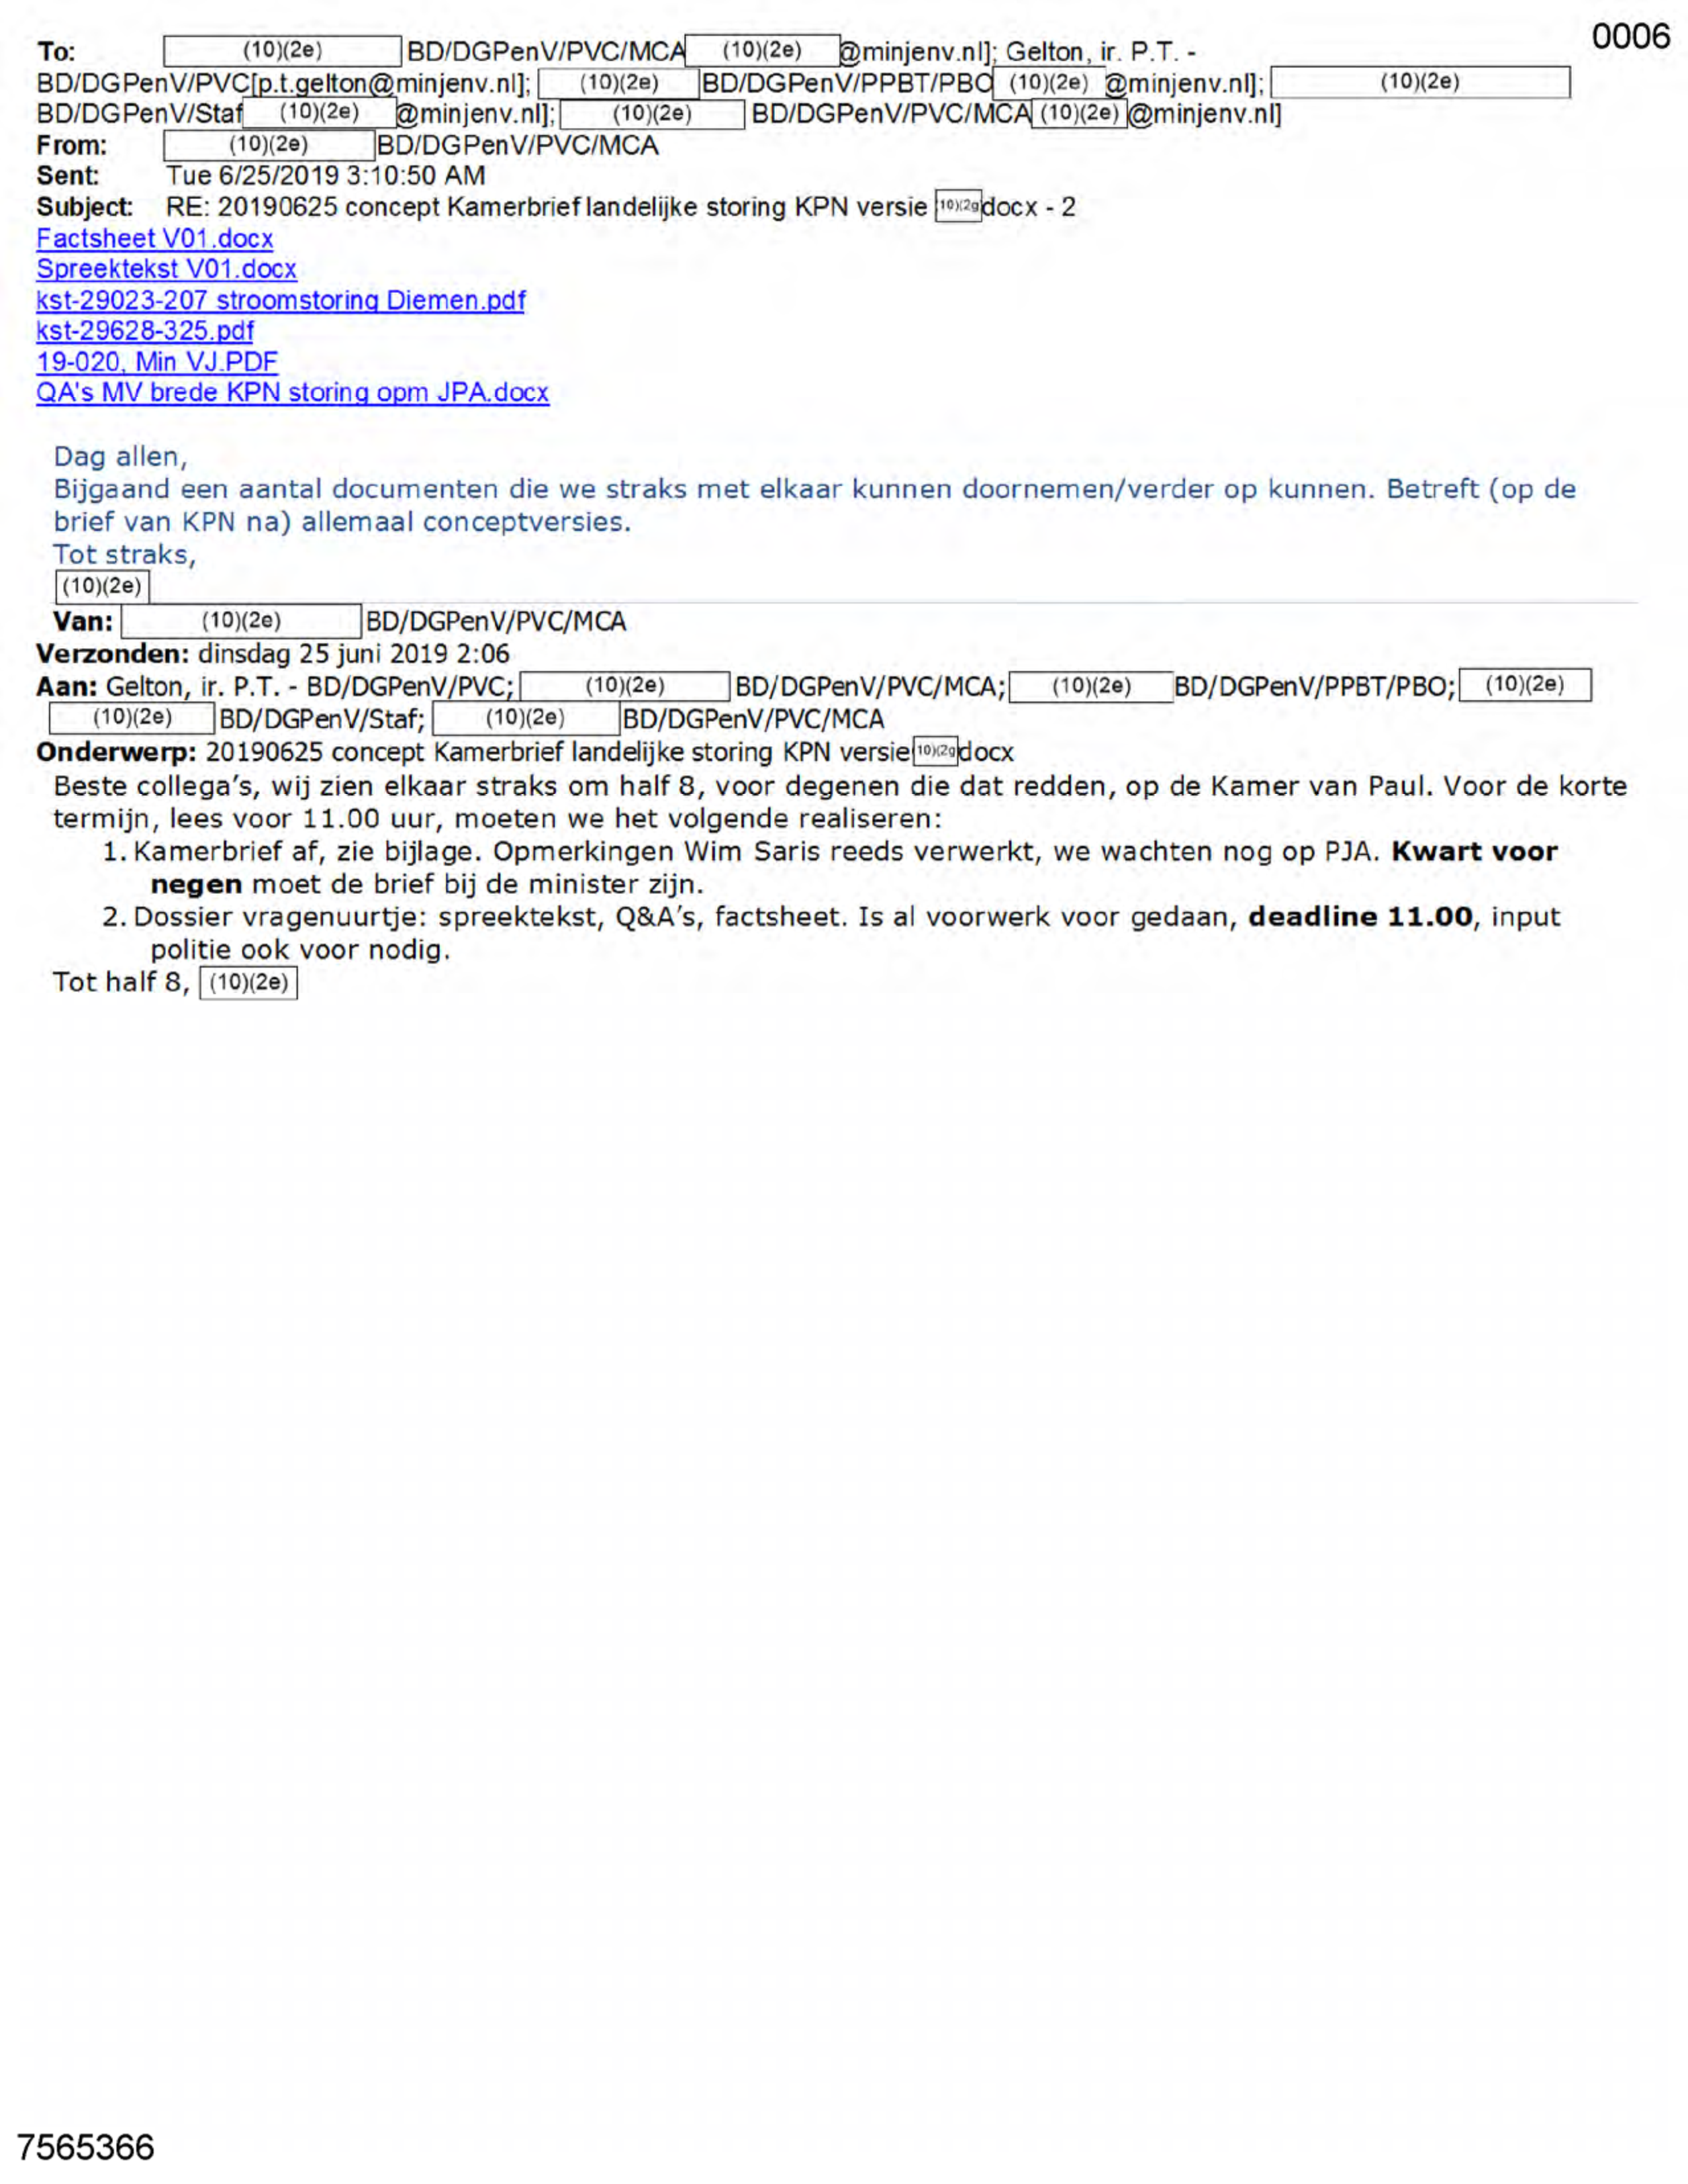 0006
To: (10)(2e) BD/DGPenV/PVC/MCA (10)(2e) @minjenv.nl]; Gelton, ir. P.T. -
BD/DGPenV/PVC[p.t.gelton@minjenv.nl]; (10)(2e) BD/DGPenV/PPBT/PBO (10)(2e) @minjenv.nl]; (10)(2e)
BD/DGPenV/Staf (10)(2e) @minjenv.nl]; (10)(2e) BD/DGPenV/PVC/MCA (10)(2e) @minjenv.nl]
From: (10)(2e) BD/DGPenV/PVC/MCA
Sent: Tue 6/25/2019 3:10:50 AM
Subject: RE: 20190625 concept Kamerbrief landelijke storing KPN versie 10)(2g docx - 2
Factsheet V01.docx
Spreektekst V01.docx
kst-29023-207 stroomstoring Diemen.pdf
kst-29628-325.pdf
19-020, Min VJ.PDF
QA's MV brede KPN storing opm JPA.docx
Dag allen,
Bijgaand een aantal documenten die we straks met elkaar kunnen doornemen/verder op kunnen. Betreft (op de
brief van KPN na) allemaal conceptversies.
Tot straks,
(10)(2e)
Van: (10)(2e) BD/DGPenV/PVC/MCA
Verzonden: dinsdag 25 juni 2019 2:06
Aan: Gelton, ir. P.T. - BD/DGPenV/PVC; (10)(2e) BD/DGPenV/PVC/MCA; (10)(2e) BD/DGPenV/PPBT/PBO; (10)(2e)
(10)(2e) BD/DGPenV/Staf; (10)(2e) BD/DGPenV/PVC/MCA
Onderwerp: 20190625 concept Kamerbrief landelijke storing KPN versie 10)(2g docx
Beste collega's, wij zien elkaar straks om half 8, voor degenen die dat redden, op de Kamer van Paul. Voor de korte
termijn, lees voor 11.00 uur, moeten we het volgende realiseren:
1. Kamerbrief af, zie bijlage. Opmerkingen Wim Saris reeds verwerkt, we wachten nog op PJA. Kwart voor
negen moet de brief bij de minister zijn.
2. Dossier vragenuurtje: spreektekst, Q&A's, factsheet. Is al voorwerk voor gedaan, deadline 11.00, input
politie ook voor nodig.
Tot half 8, (10)(2e)
7565366